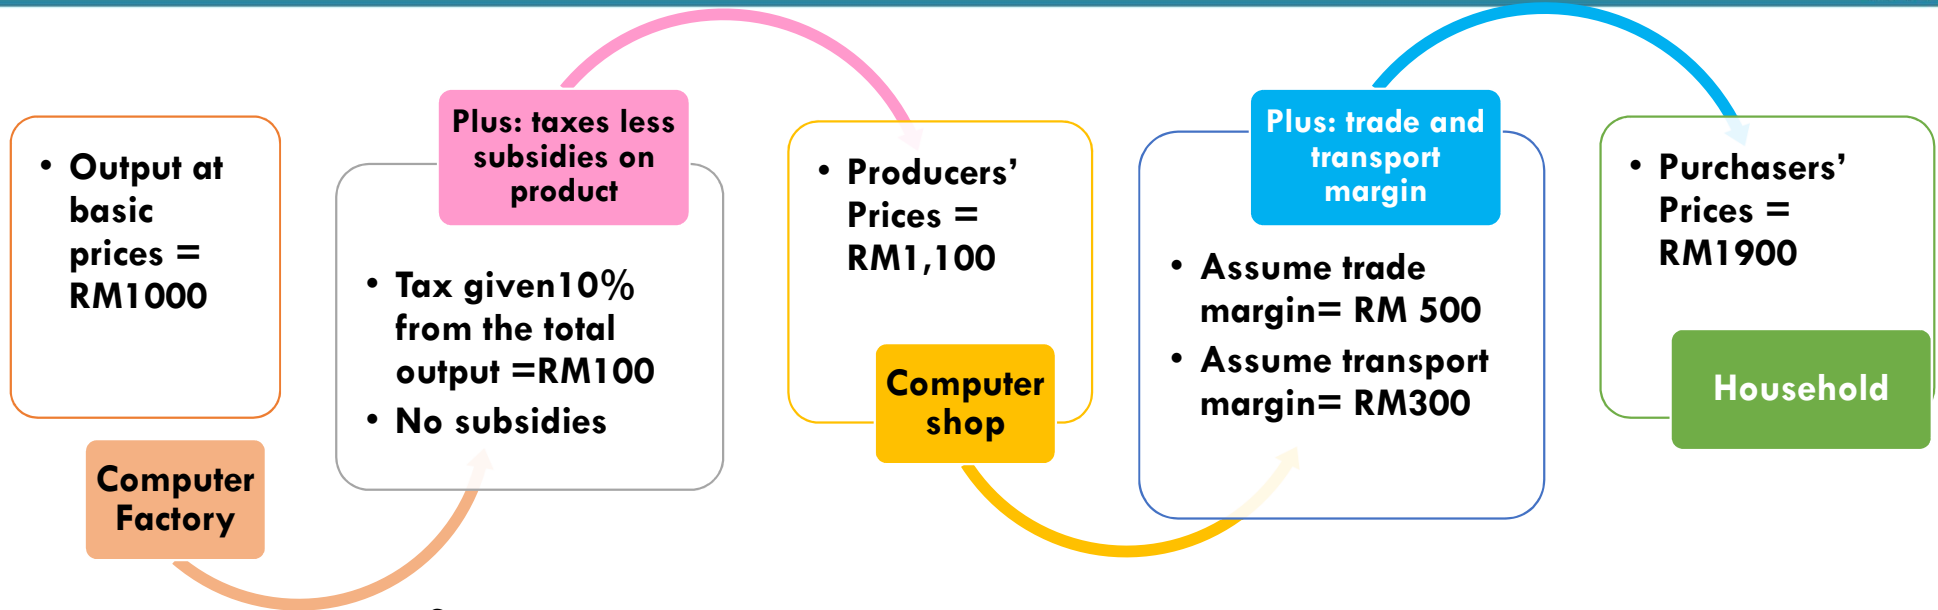 • Output at
basic
prices =
RM1000
Computer
Factory
Plus: taxes less
subsidies on
product
• Tax given10%
from the total
output =RM100
• No subsidies
• Producers’
Prices =
RM1,100
Computer
shop
Plus: trade and
transport
margin
• Assume trade
margin= RM 500
• Assume transport
margin= RM300
• Purchasers’
Prices =
RM1900
Household